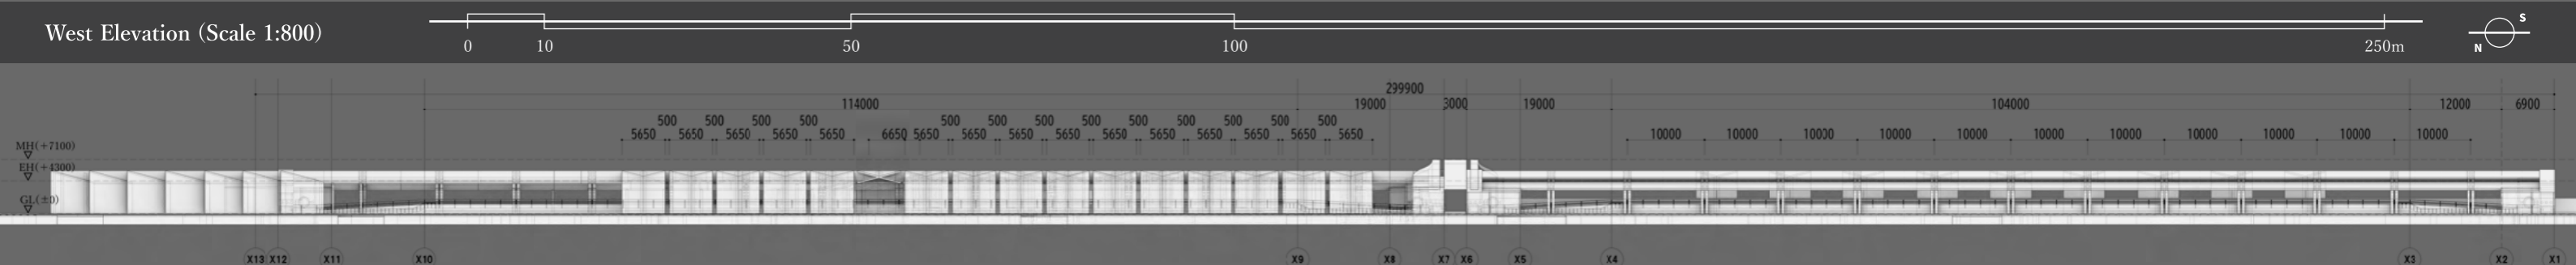 West Elevation (Scale 1:800)
0 10 50 100 250m
S
N
299900
114000 19000 3000 19000 104000 12000 6900
500 500 500 500 500 500 500 500 500 500 500 500 500 500
5650 5650 5650 5650 5650 6650 5650 5650 5650 5650 5650 5650 5650 5650 5650 5650 10000 10000 10000 10000 10000 10000 10000 10000 10000 10000 10000
MH(+7100)
EH(+4300)
GL(±0)
X13 X12 X11 X10 X9 X8 X7 X6 X5 X4 X3 X2 X1